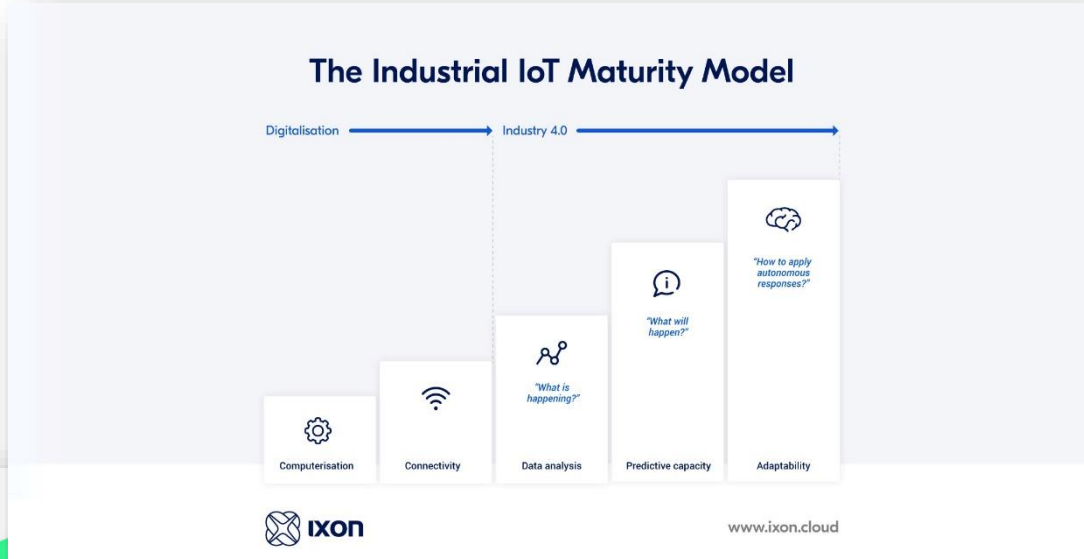 The Industrial IoT Maturity Model
Digitalisation
Industry 4.0
"How to apply
autonomous
responses?"
"What will
happen?"
"What is
happening?"
Computerisation
Connectivity
Data analysis
Predictive capacity
Adaptability
IXON
www.ixon.cloud